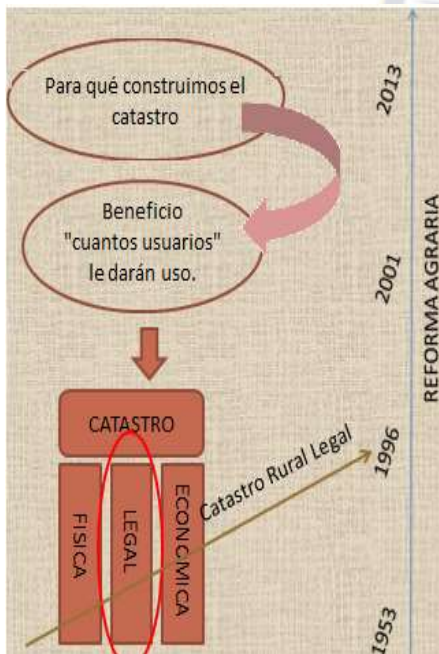 Para qué construimos el
catastro
Beneficio
"cuantos usuarios"
le darán uso.
CATASTRO
FISICA
LEGAL
ECONOMICA
Catastro Rural Legal
2013
2001
1996
1953
REFORMA AGRARIA